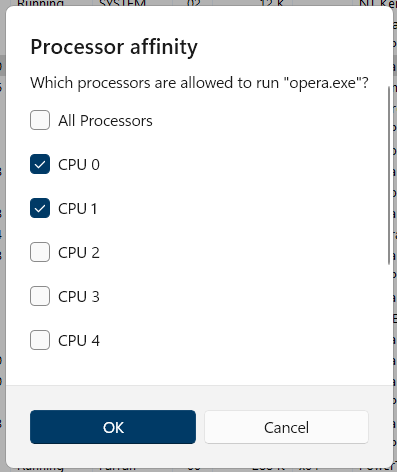 Running SYSTEM 02 12 K NT Ker
Processor affinity
Which processors are allowed to run "opera.exe"?
All Processors
CPU 0
CPU 1
CPU 2
CPU 3
CPU 4
OK
Cancel
Running